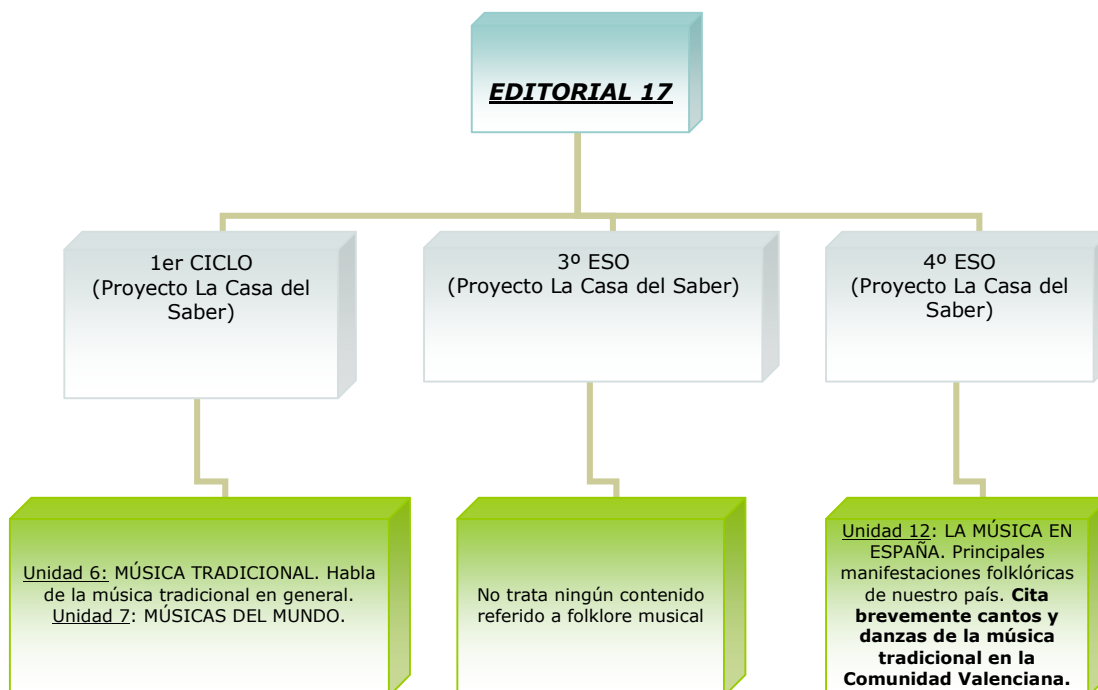 EDITORIAL 17
1er CICLO
(Proyecto La Casa del
Saber)
3º ESO
(Proyecto La Casa del Saber)
4º ESO
(Proyecto La Casa del
Saber)
Unidad 6: MÚSICA TRADICIONAL. Habla
de la música tradicional en general.
Unidad 7: MÚSICAS DEL MUNDO.
No trata ningún contenido
referido a folklore musical
Unidad 12: LA MÚSICA EN
ESPAÑA. Principales
manifestaciones folklóricas
de nuestro país. Cita
brevemente cantos y
danzas de la música
tradicional en la
Comunidad Valenciana.